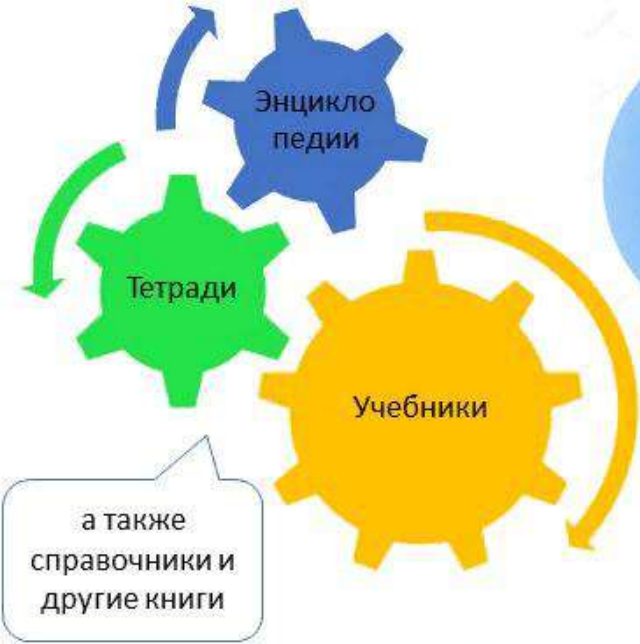 Энцикло
педии
Тетради
Учебники
а также
справочники и
другие книги